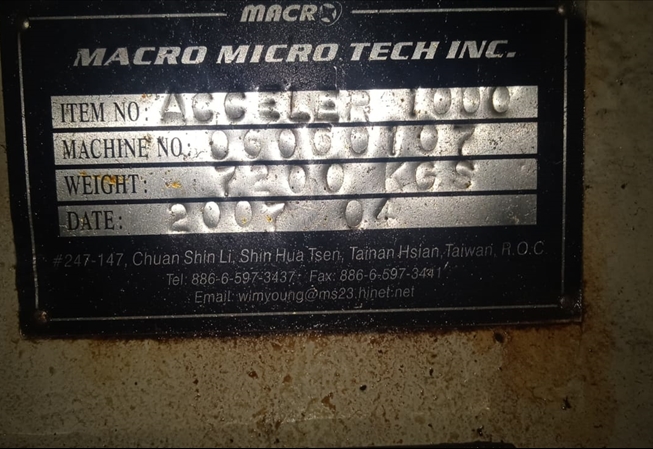 MACRO
MACRO MICRO TECH INC.
ITEM NO: ACCELER 1000
MACHINE NO: 06060107
WEIGHT: 7200 KGS
DATE: 2007 04
#247-147, Chuan Shin Li, Shin Hua Tsen, Tainan Hsian, Taiwan, R.O.C
Tel: 886-6-597-3437 Fax: 886-6-597-3441
Email: wimyoung@ms23.hinet.net